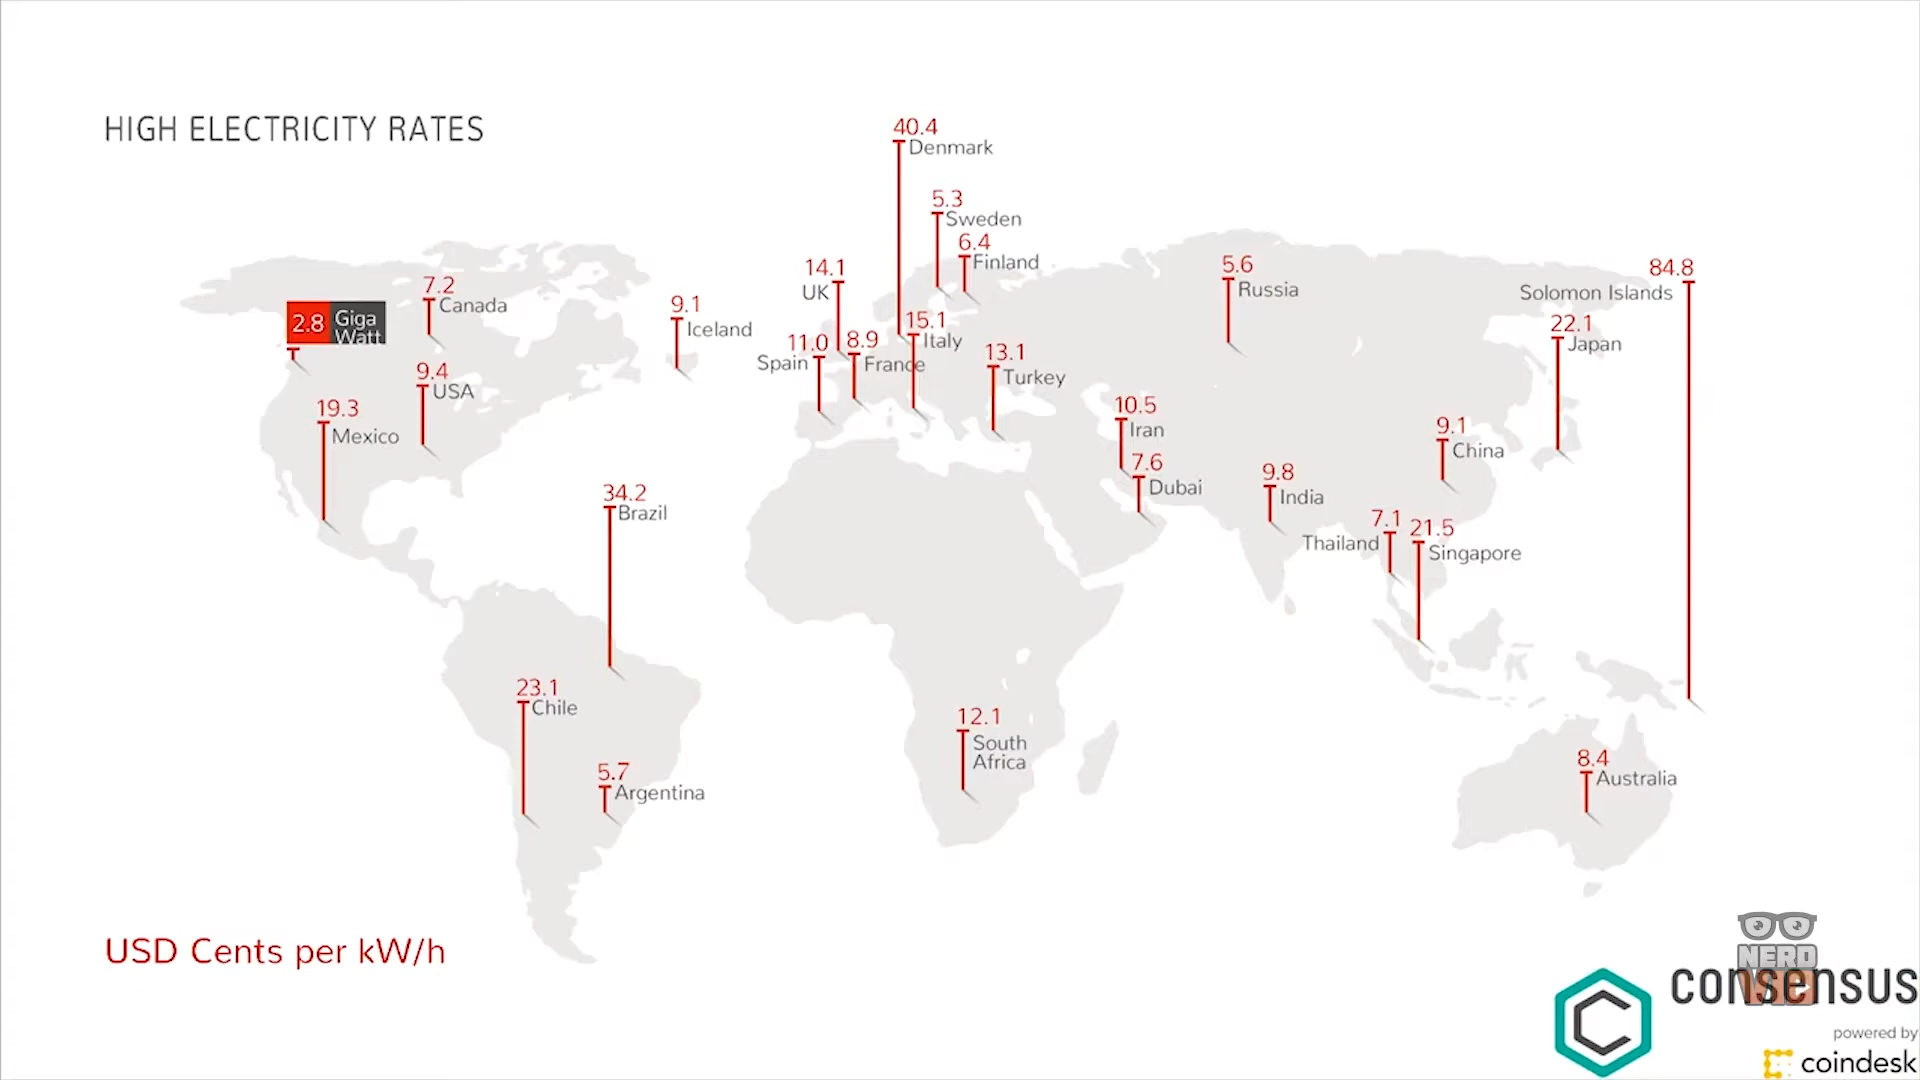 HIGH ELECTRICITY RATES
40.4
Denmark
5.3
Sweden
6.4
Finland
14.1
UK
5.6
Russia
84.8
Solomon Islands
7.2
Canada
2.8
Giga
Watt
9.1
Iceland
15.1
Italy
11.0
Spain
8.9
France
22.1
Japan
13.1
Turkey
9.4
USA
19.3
Mexico
10.5
Iran
9.1
China
7.6
Dubai
9.8
India
34.2
Brazil
7.1
Thailand
21.5
Singapore
23.1
Chile
12.1
South
Africa
5.7
Argentina
8.4
Australia
USD Cents per kW/h
NERD
consensus
powered by
coindesk